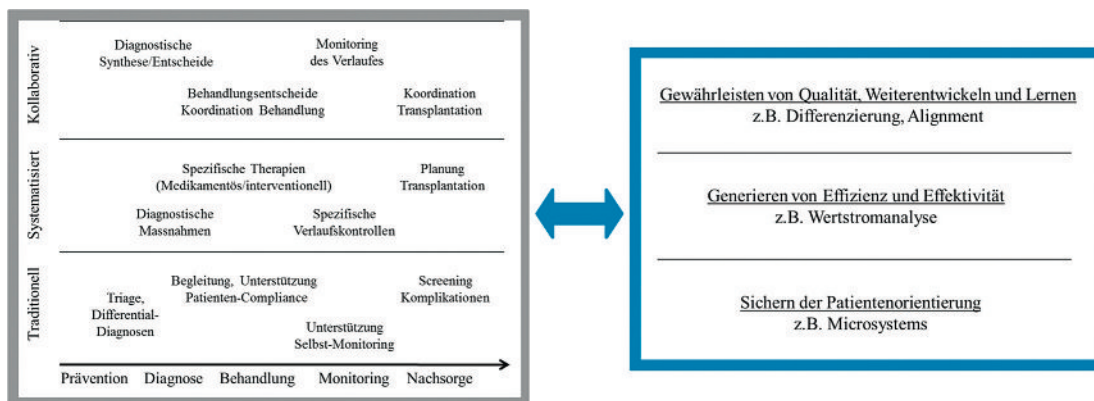 Kollaborativ
Diagnostische
Synthese/Entscheide
Monitoring
des Verlaufes
Behandlungsentscheide
Koordination Behandlung
Koordination
Transplantation
Systematisiert
Spezifische Therapien
(Medikamentös/interventionell)
Planung
Transplantation
Diagnostische
Massnahmen
Spezifische
Verlaufskontrollen
Traditionell
Begleitung, Unterstützung
Patienten-Compliance
Screening
Komplikationen
Triage,
Differential-
Diagnosen
Unterstützung
Selbst-Monitoring
Prävention Diagnose Behandlung Monitoring Nachsorge
Gewährleisten von Qualität, Weiterentwickeln und Lernen
z.B. Differenzierung, Alignment
Generieren von Effizienz und Effektivität
z.B. Wertstromanalyse
Sichern der Patientenorientierung
z.B. Microsystems